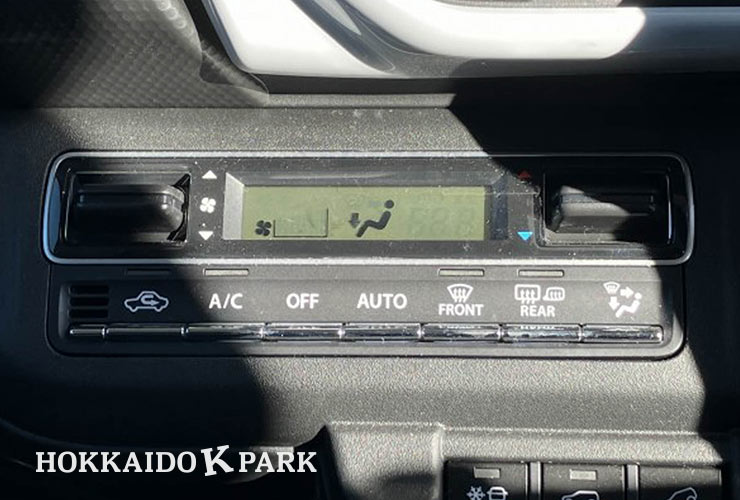 A/C
OFF
AUTO
FRONT
REAR
HOKKAIDO K PARK